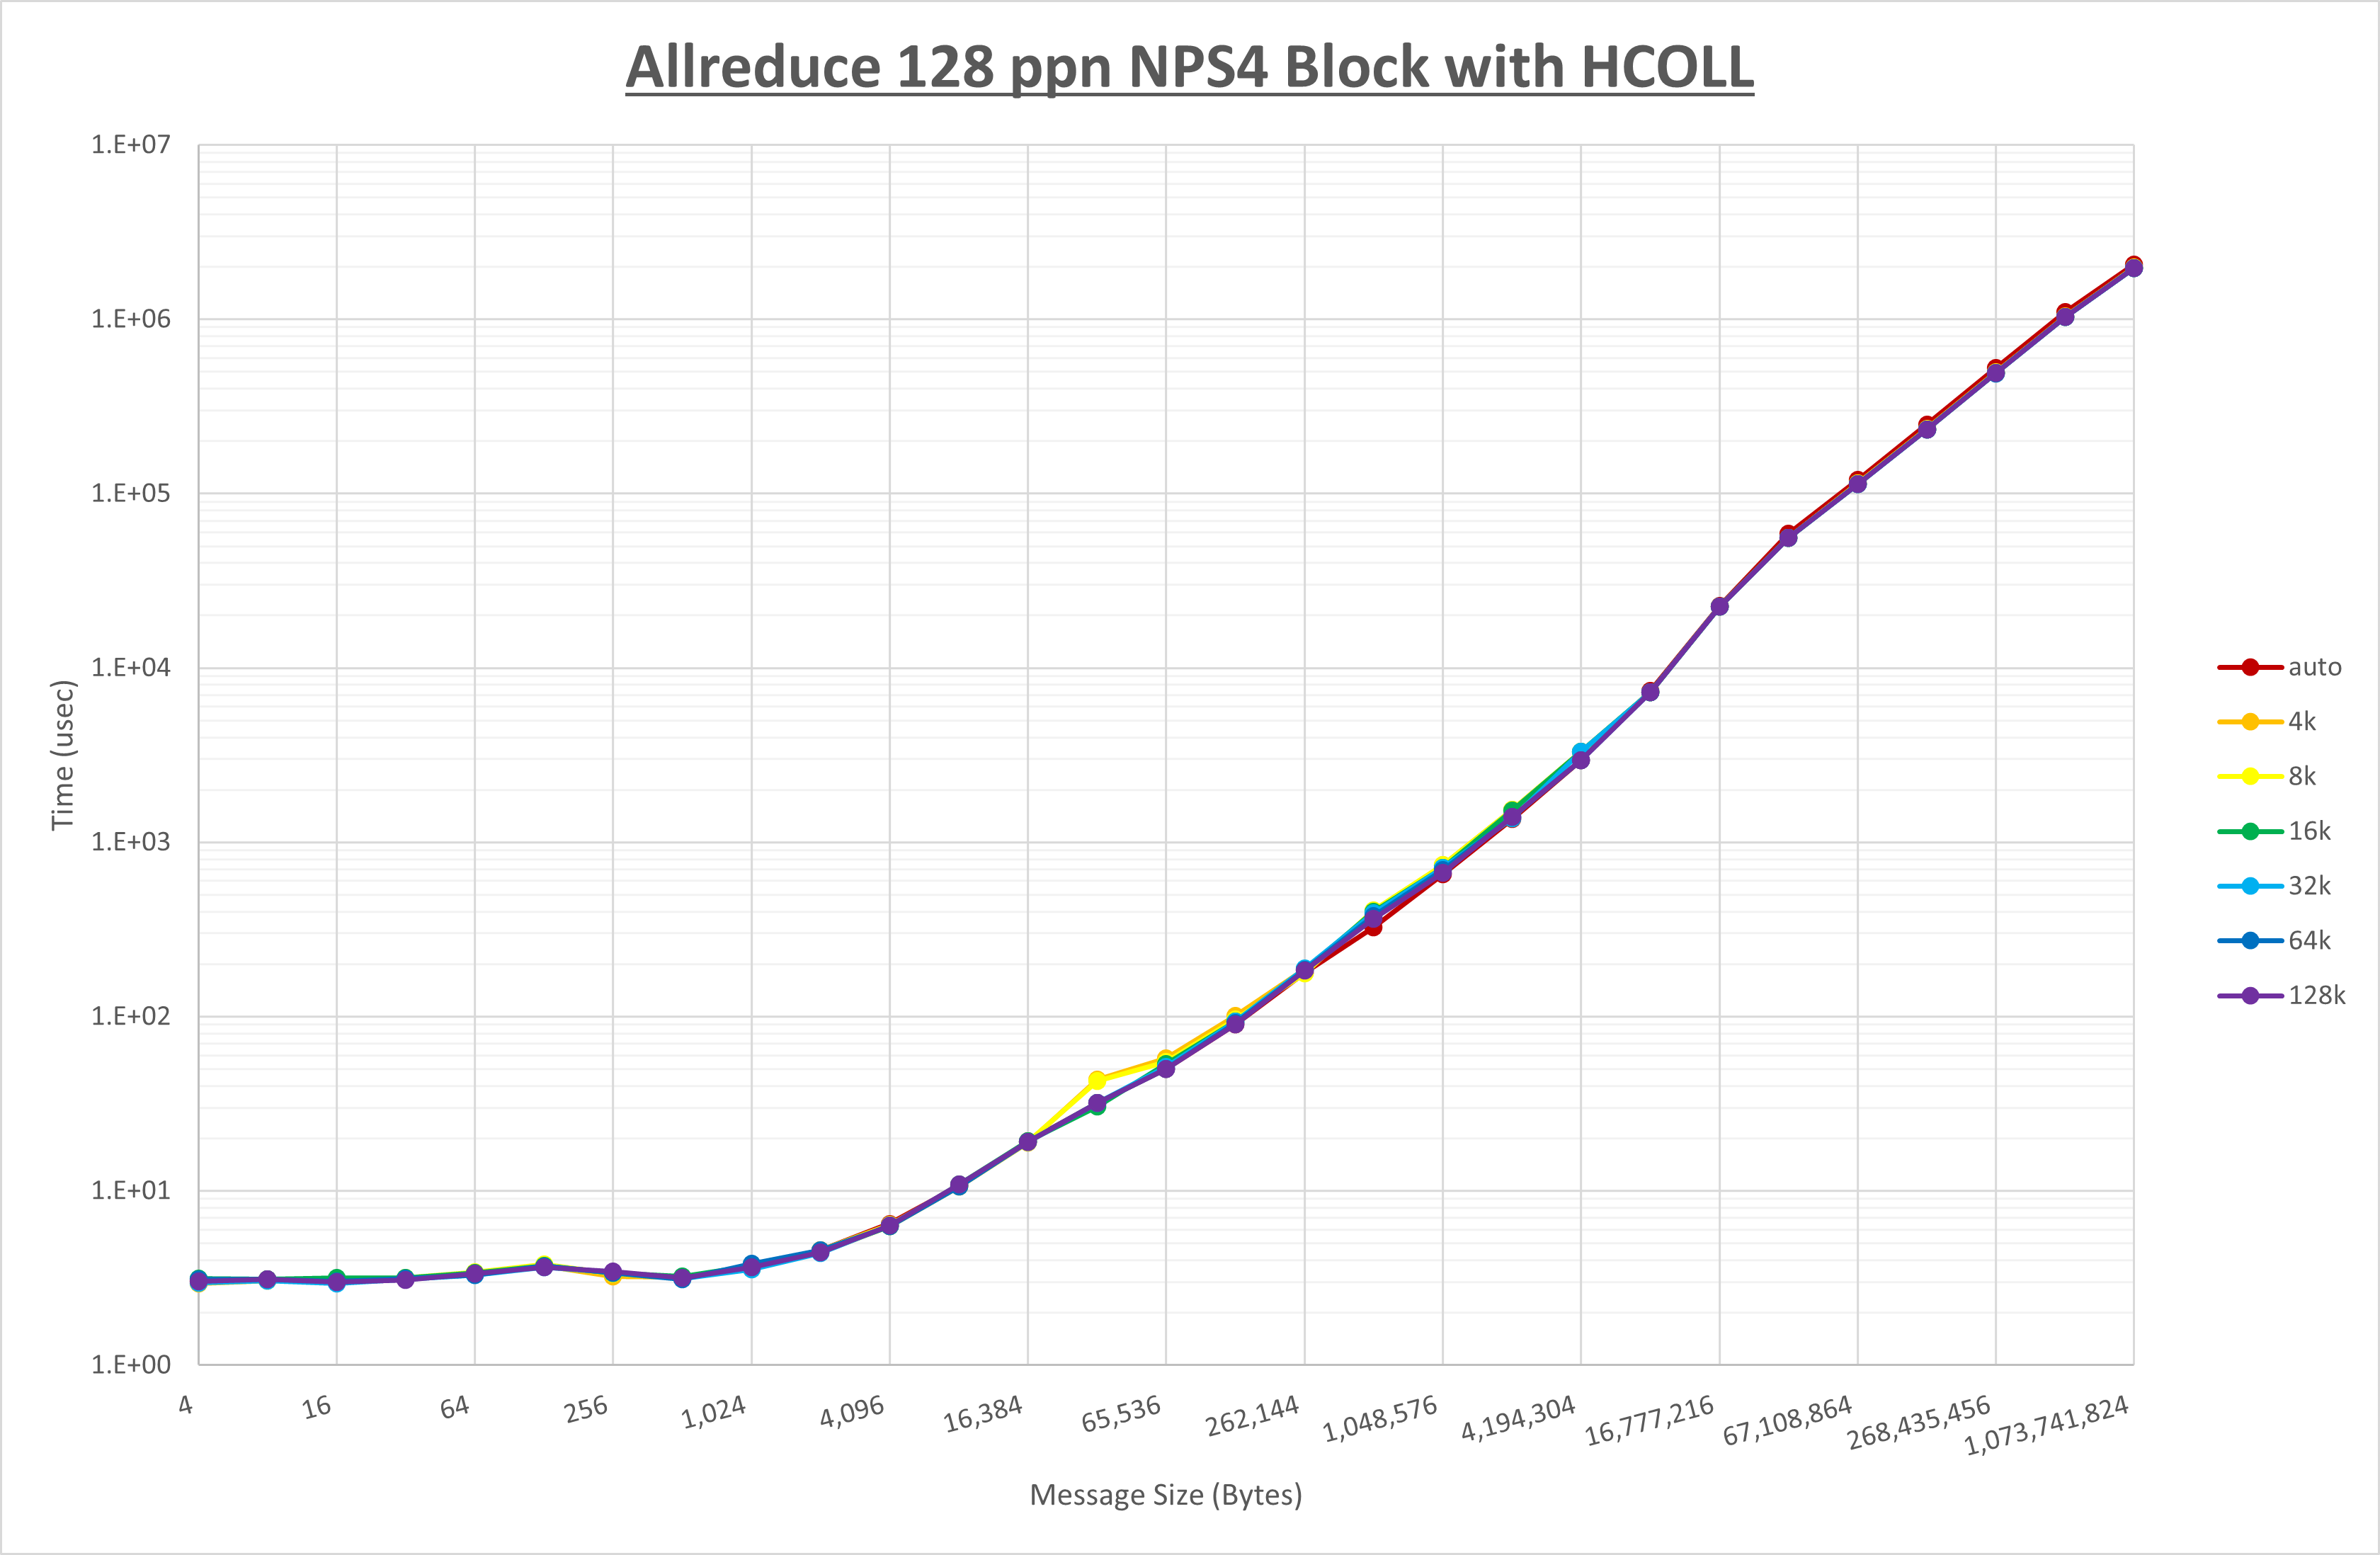 Allreduce 128 ppn NPS4 Block with HCOLL
1.E+07
1.E+06
1.E+05
1.E+04
1.E+03
1.E+02
1.E+01
1.E+00
Time (usec)
4
16
64
256
1,024
4,096
16,384
65,536
262,144
1,048,576
4,194,304
16,777,216
67,108,864
268,435,456
1,073,741,824
Message Size (Bytes)
auto
4k
8k
16k
32k
64k
128k